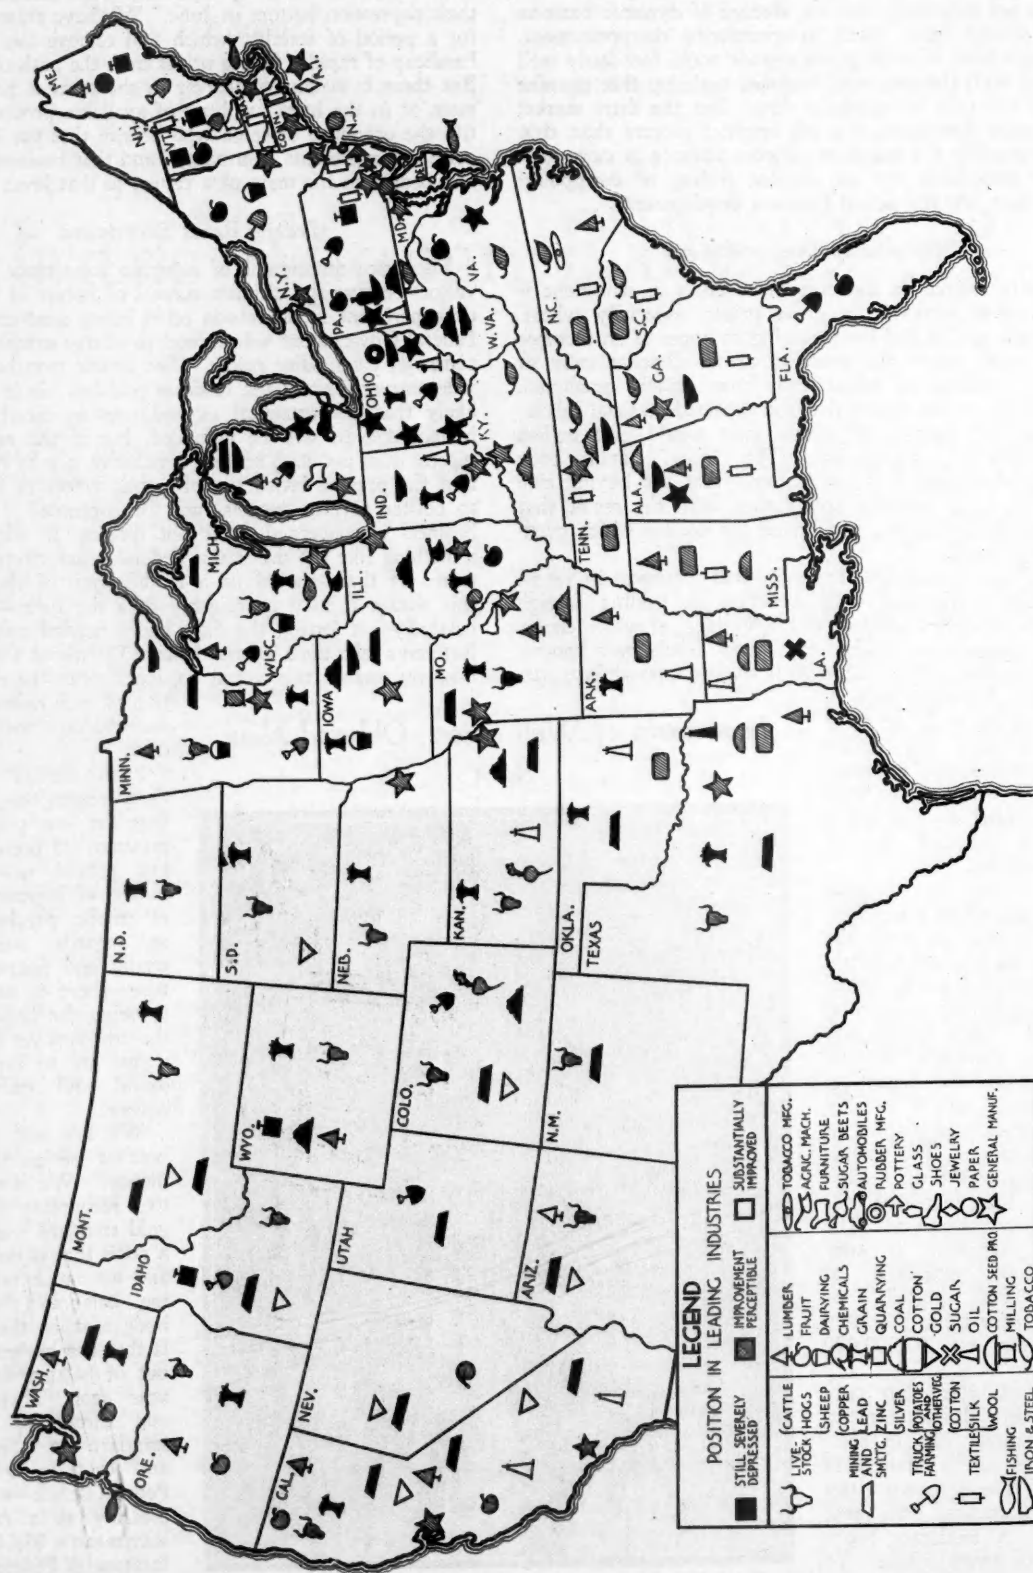 WASH.
ORE.
CAL.
NEV.
IDAHO
MONT.
WYO.
UTAH
ARIZ.
COLO.
N.M.
N.D.
S.D.
NEB.
KAN.
OKLA.
TEXAS
MINN.
IOWA
MO.
ARK.
LA.
WISC.
ILL.
MICH.
IND.
OHIO
KY.
TENN.
MISS.
ALA.
GA.
FLA.
S.C.
N.C.
VA.
W.VA.
MD.
DEL.
PA.
N.J.
N.Y.
CONN.
R.I.
MAS.
VT.
N.H.
ME.
LEGEND
POSITION IN LEADING INDUSTRIES
STILL SEVERELY DEPRESSED
IMPROVEMENT PERCEPTIBLE
SUBSTANTIALLY IMPROVED
LIVE-STOCK
CATTLE
HOGS
SHEEP
MINING AND SMLTG.
COPPER
LEAD
ZINC
SILVER
TRUCK FARMING
POTATOES AND OTHER VEG.
TEXTILE
COTTON
SILK
WOOL
FISHING
IRON & STEEL
LUMBER
FRUIT
DAIRYING
CHEMICALS
GRAIN
QUARRYING
COAL
COTTON
GOLD
SUGAR
OIL
COTTON SEED PRO.
MILLING
TOBACCO
TOBACCO MFG.
AGRIC. MACH.
FURNITURE
SUGAR BEETS
AUTOMOBILES
RUBBER MFG.
POTTERY
GLASS
SHOES
JEWELRY
PAPER
GENERAL MANUF.